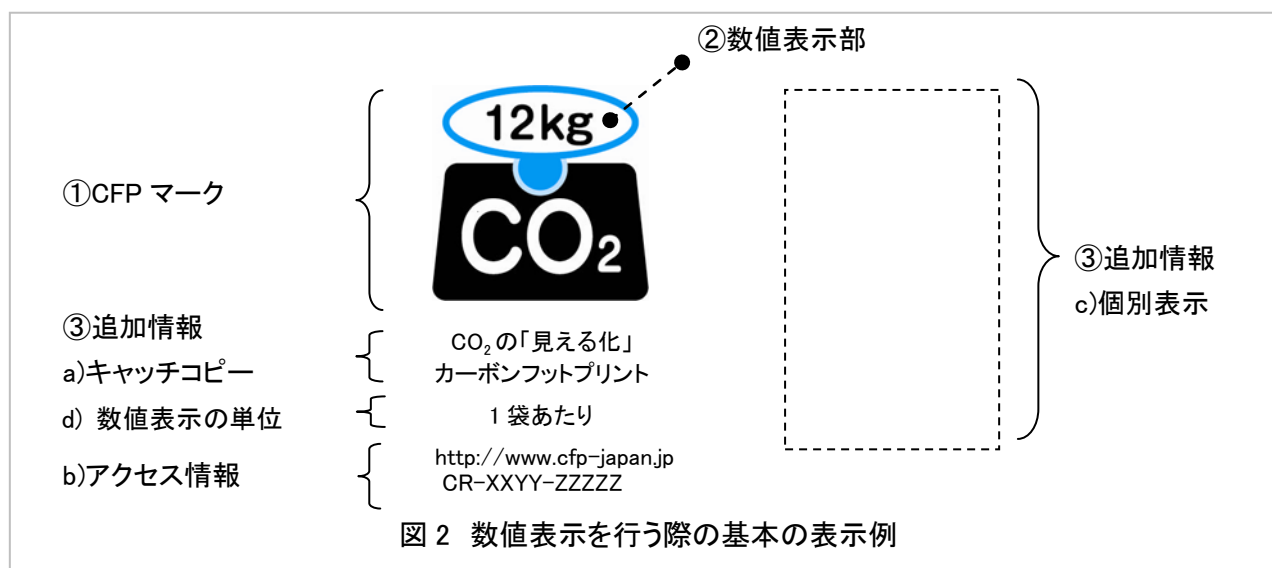 ②数値表示部
①CFP マーク
12kg
CO₂
③追加情報
a)キャッチコピー
CO₂の「見える化」
カーボンフットプリント
d) 数値表示の単位
1 袋あたり
b)アクセス情報
http://www.cfp-japan.jp
CR-XXYY-ZZZZZ
③追加情報
c)個別表示
図 2 数値表示を行う際の基本の表示例